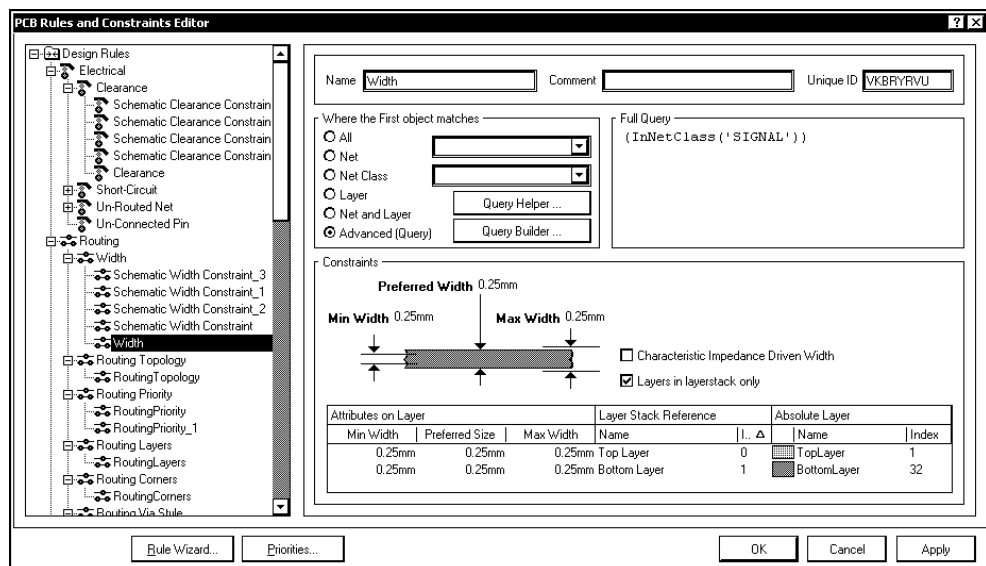 PCB Rules and Constraints Editor
Design Rules
Electrical
Clearance
Schematic Clearance Constrain
Schematic Clearance Constrain
Schematic Clearance Constrain
Schematic Clearance Constrain
Clearance
Short-Circuit
Un-Routed Net
Un-Connected Pin
Routing
Width
Schematic Width Constraint_3
Schematic Width Constraint_1
Schematic Width Constraint_2
Schematic Width Constraint
Width
Routing Topology
RoutingTopology
Routing Priority
RoutingPriority
RoutingPriority_1
Routing Layers
RoutingLayers
Routing Corners
RoutingCorners
Routing Via Style
Name Width Comment Unique ID VKBRYRVU
Where the First object matches
All
Net
Net Class
Layer
Net and Layer
Advanced (Query)
Query Helper ...
Query Builder ...
Full Query
(InNetClass('SIGNAL'))
Constraints
Preferred Width 0.25mm
Min Width 0.25mm Max Width 0.25mm
Characteristic Impedance Driven Width
Layers in layerstack only
Attributes on Layer Layer Stack Reference Absolute Layer
Min Width Preferred Size Max Width Name I.. Name Index
0.25mm 0.25mm 0.25mm Top Layer 0 TopLayer 1
0.25mm 0.25mm 0.25mm Bottom Layer 1 BottomLayer 32
Rule Wizard... Priorities... OK Cancel Apply